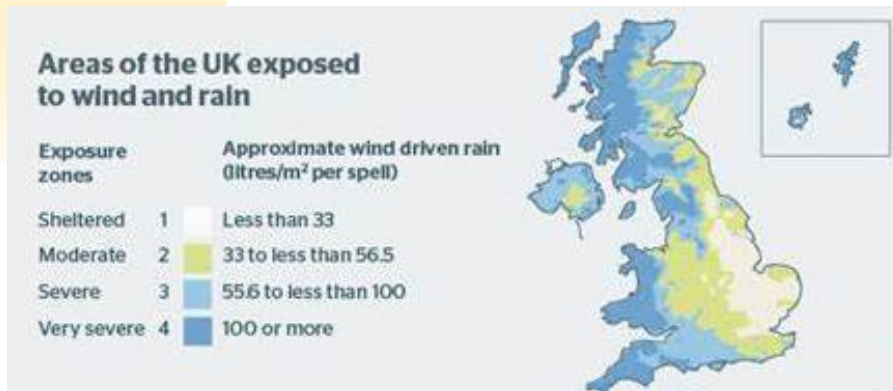 Areas of the UK exposed
to wind and rain
Exposure
zones
Approximate wind driven rain
(litres/m² per spell)
Sheltered 1 Less than 33
Moderate 2 33 to less than 56.5
Severe 3 55.6 to less than 100
Very severe 4 100 or more